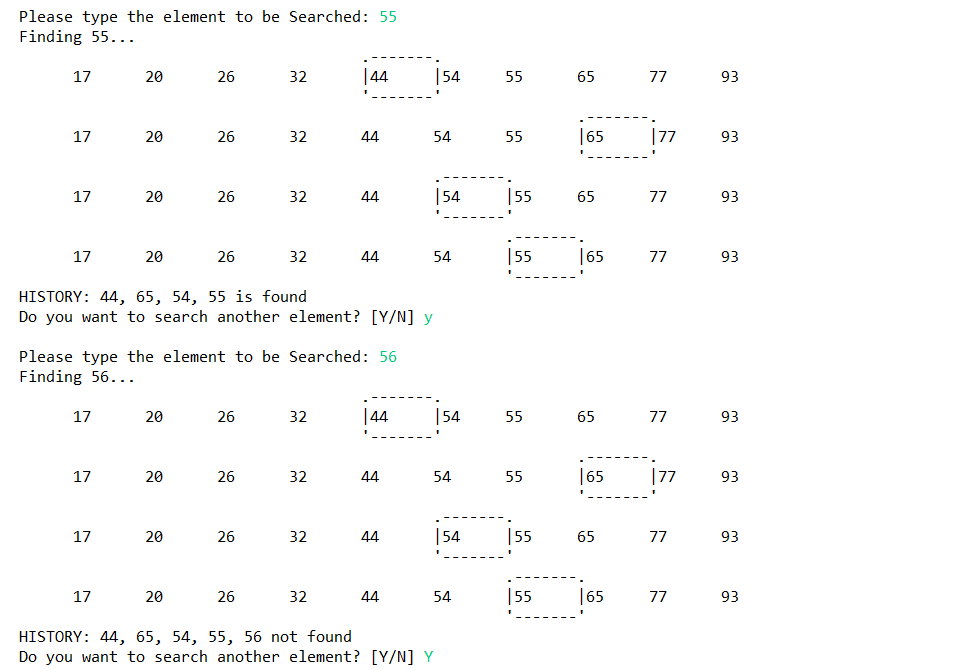 Please type the element to be Searched: 55
Finding 55...
.-------.
17 20 26 32 |44 |54 55 65 77 93
'-------'
.-------.
17 20 26 32 44 54 55 |65 |77 93
'-------'
.-------.
17 20 26 32 44 |54 |55 65 77 93
'-------'
.-------.
17 20 26 32 44 54 |55 |65 77 93
'-------'
HISTORY: 44, 65, 54, 55 is found
Do you want to search another element? [Y/N] y
Please type the element to be Searched: 56
Finding 56...
.-------.
17 20 26 32 |44 |54 55 65 77 93
'-------'
.-------.
17 20 26 32 44 54 55 |65 |77 93
'-------'
.-------.
17 20 26 32 44 |54 |55 65 77 93
'-------'
.-------.
17 20 26 32 44 54 |55 |65 77 93
'-------'
HISTORY: 44, 65, 54, 55, 56 not found
Do you want to search another element? [Y/N] Y